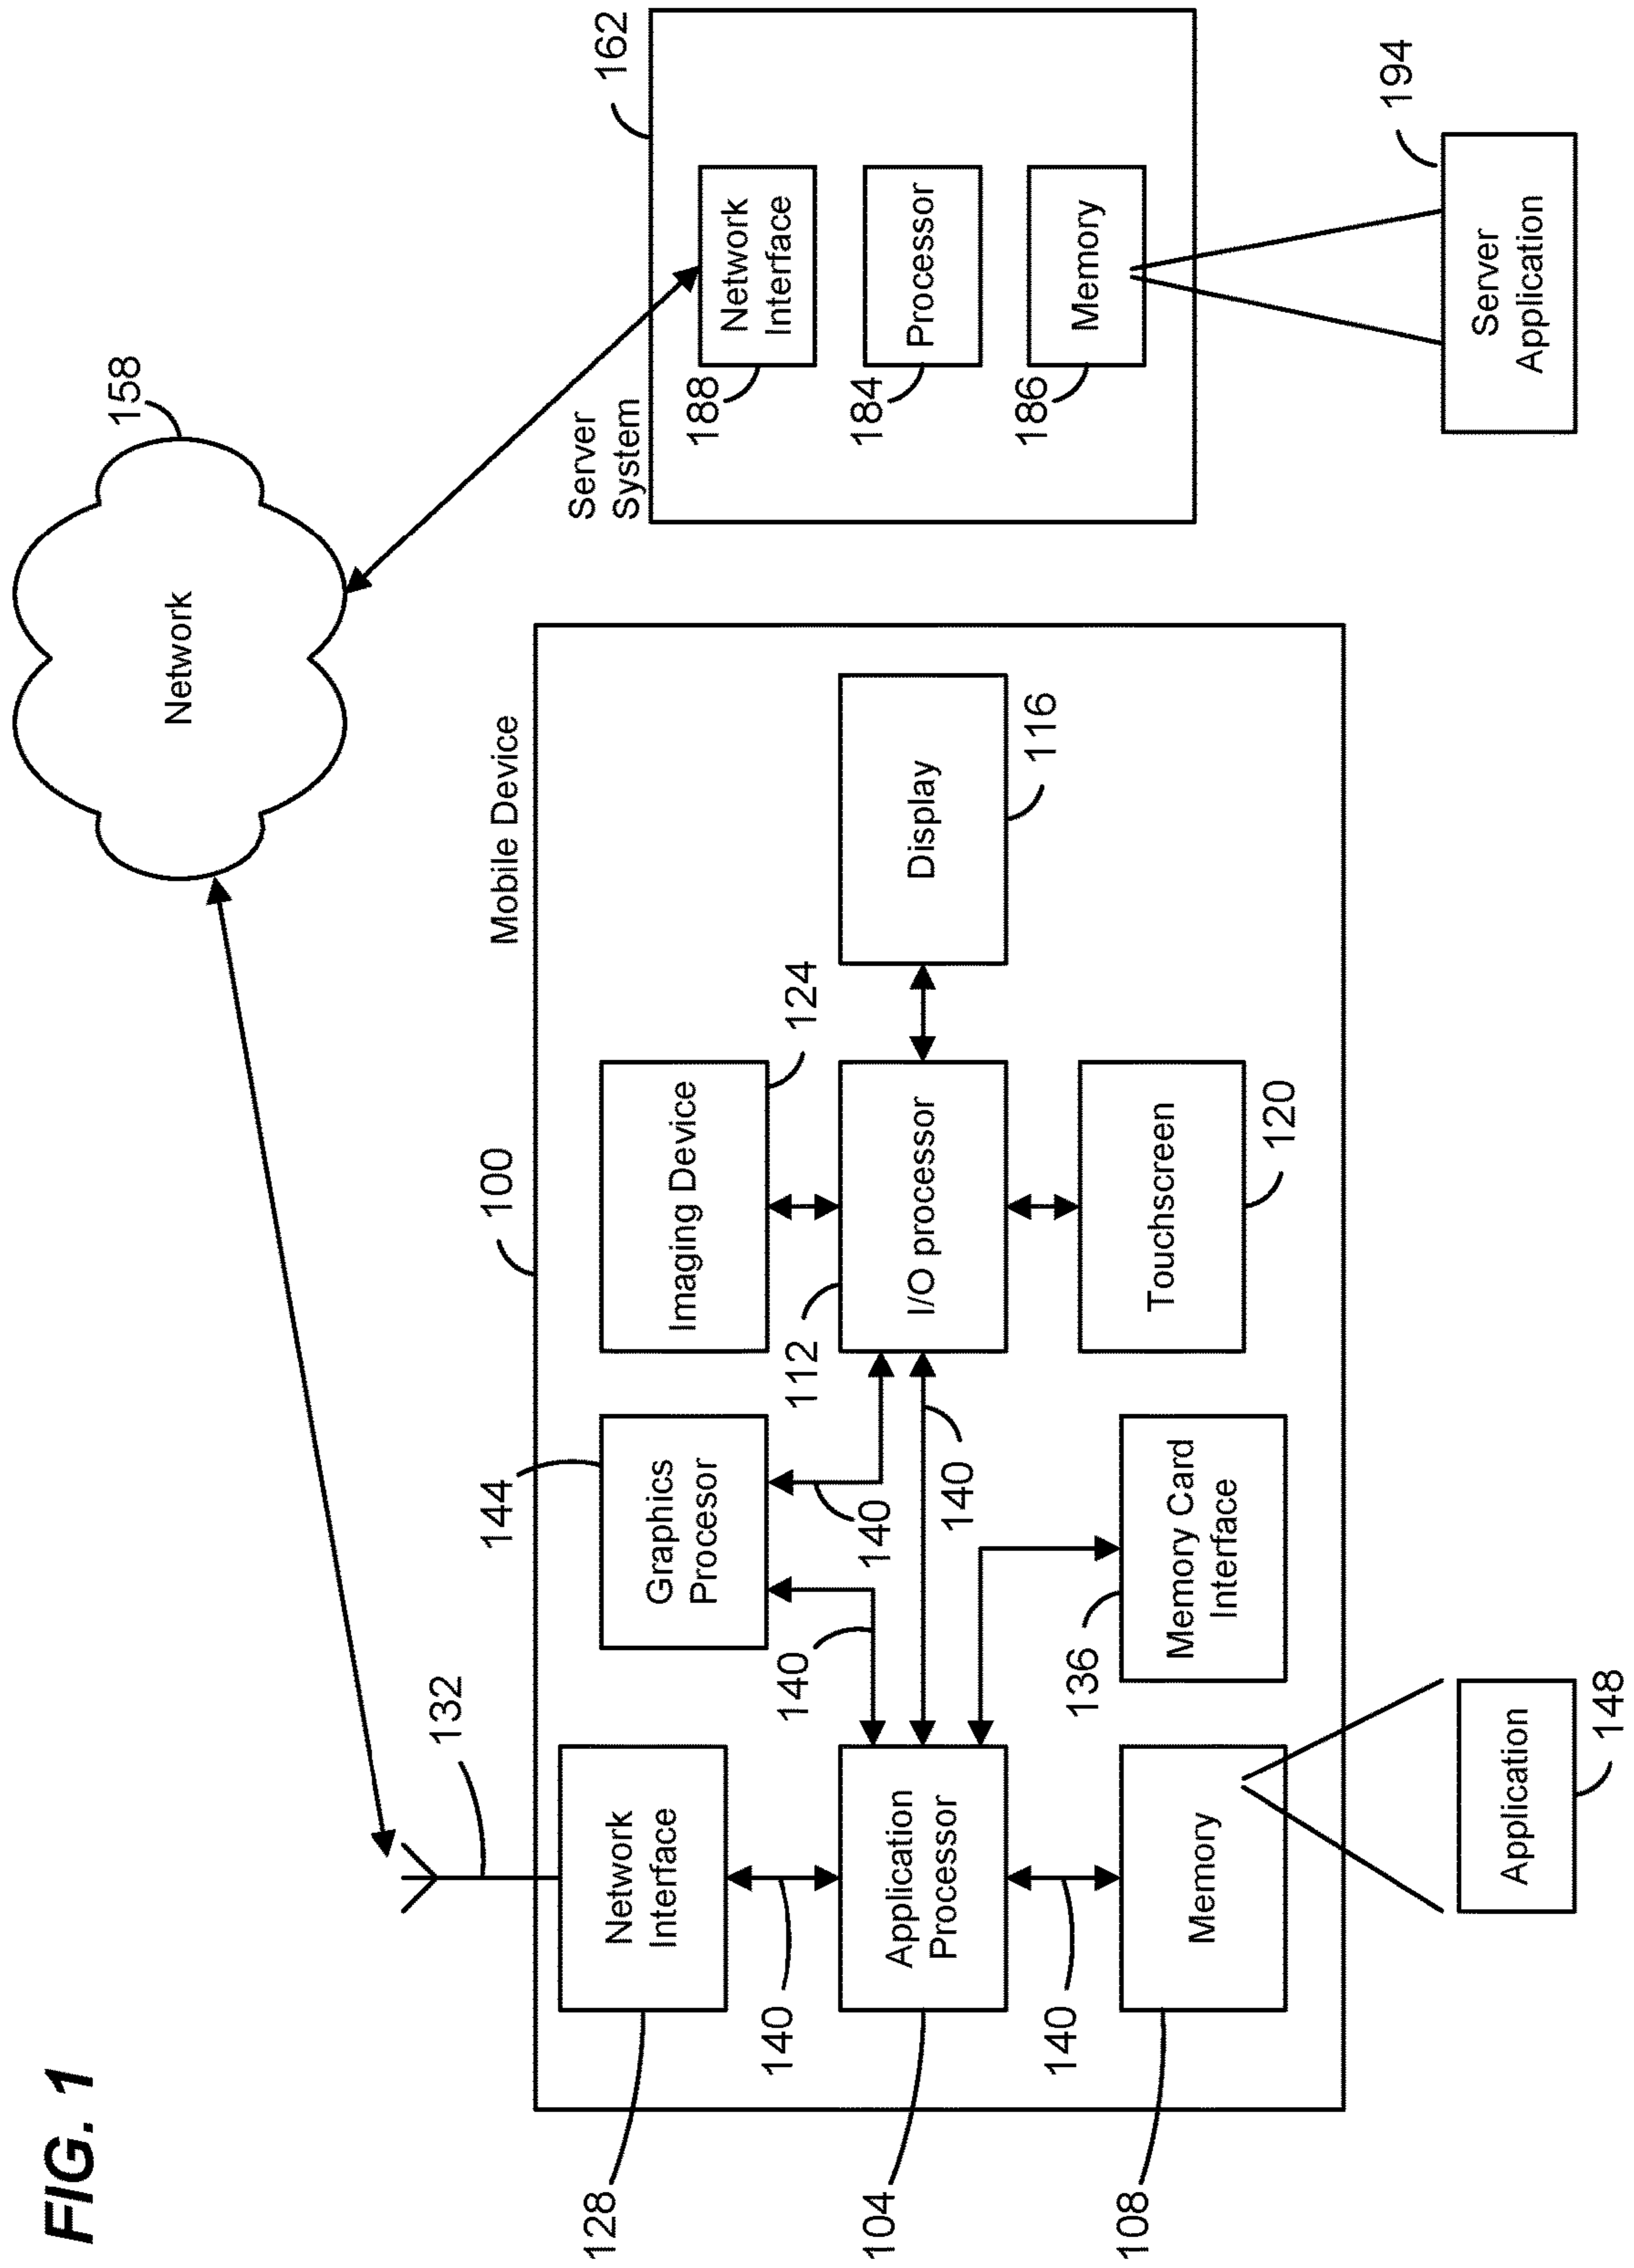 FIG. 1
Network
158
Mobile Device
100
132
Network
Interface
128
140
Application
Processor
104
140
Memory
108
Application
148
Graphics
Procesor
144
140
140
140
Memory Card
Interface
136
Imaging Device
124
I/O processor
112
Touchscreen
120
Display
116
Server
System
162
Network
Interface
188
Processor
184
Memory
186
Server
Application
194